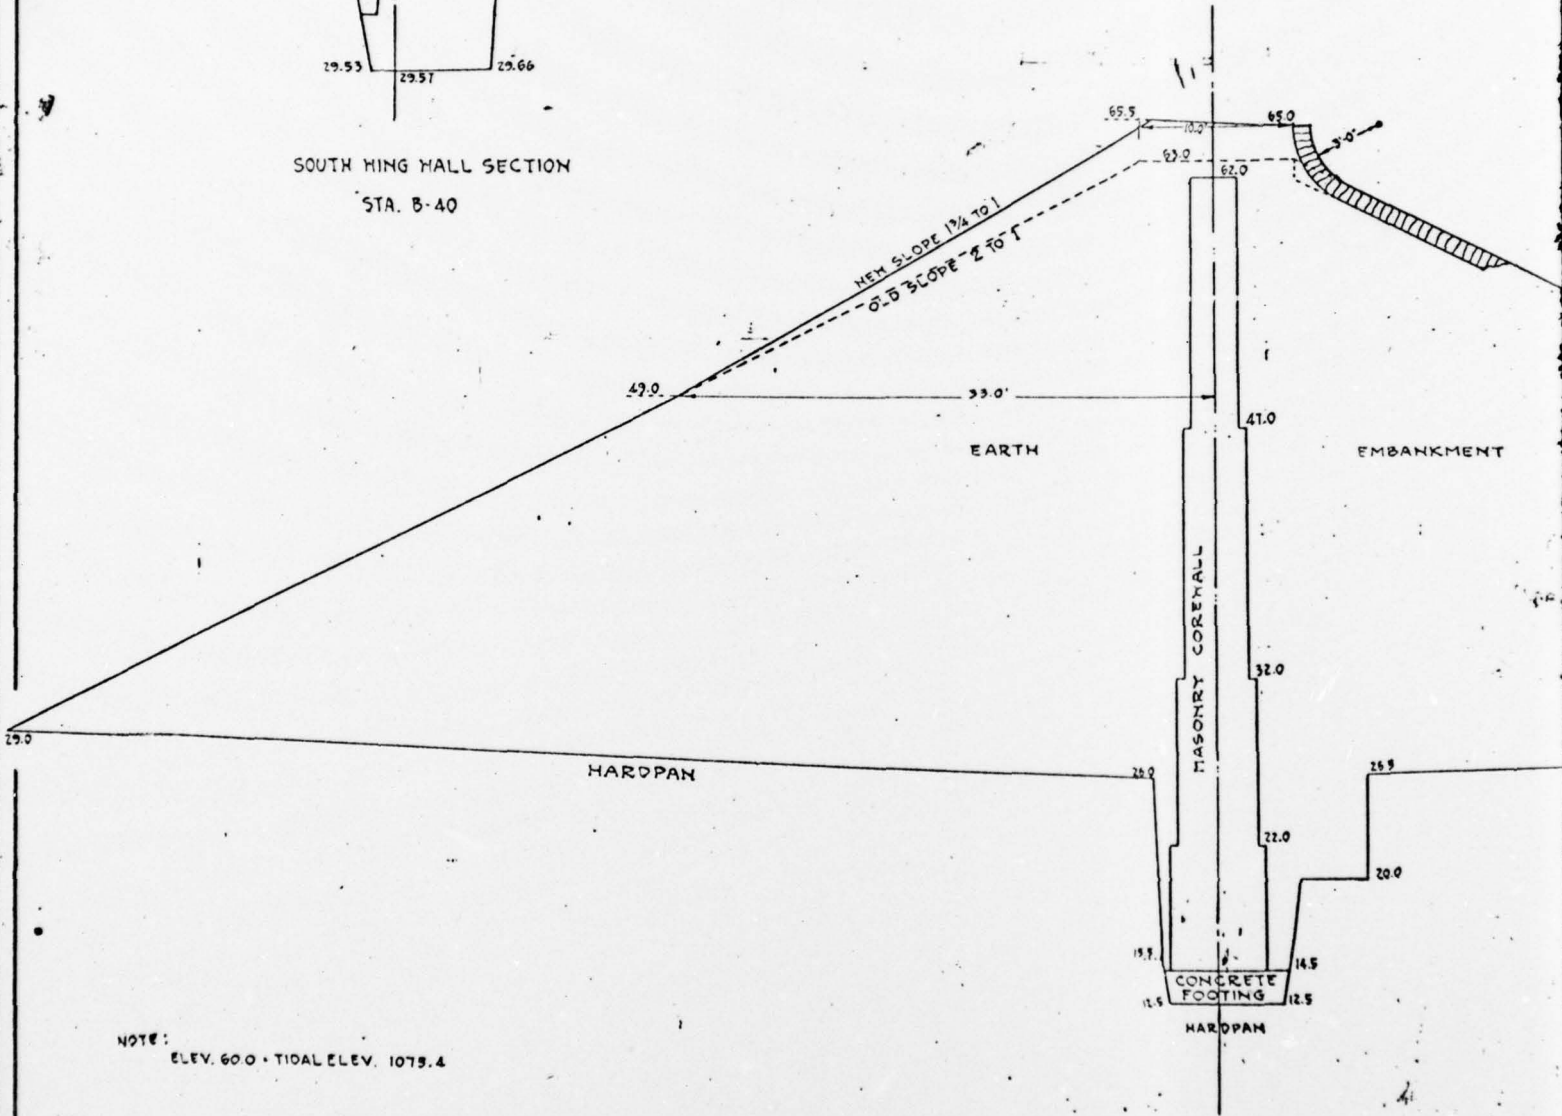 29.53
29.57
29.66
SOUTH WING WALL SECTION
STA. B-40
65.5
10.0'
65.0
3'-0"
63.0
62.0
NEW SLOPE 1¾ TO 1
OLD SLOPE 2 TO 1
49.0
33.0'
47.0
EARTH
EMBANKMENT
MASONRY COREWALL
32.0
29.0
HARDPAN
26.0
26.5
22.0
20.0
14.5
CONCRETE
FOOTING
12.5
12.5
HARDPAN
NOTE:
ELEV. 60.0 = TIDAL ELEV. 1075.4